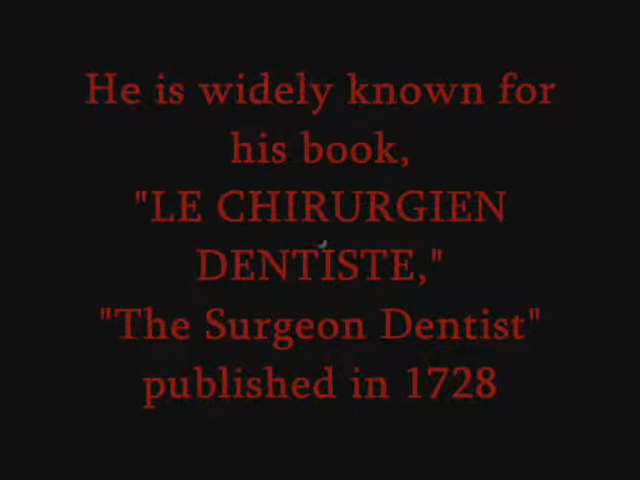 He is widely known for
his book,
"LE CHIRURGIEN
DENTISTE,"
"The Surgeon Dentist"
published in 1728